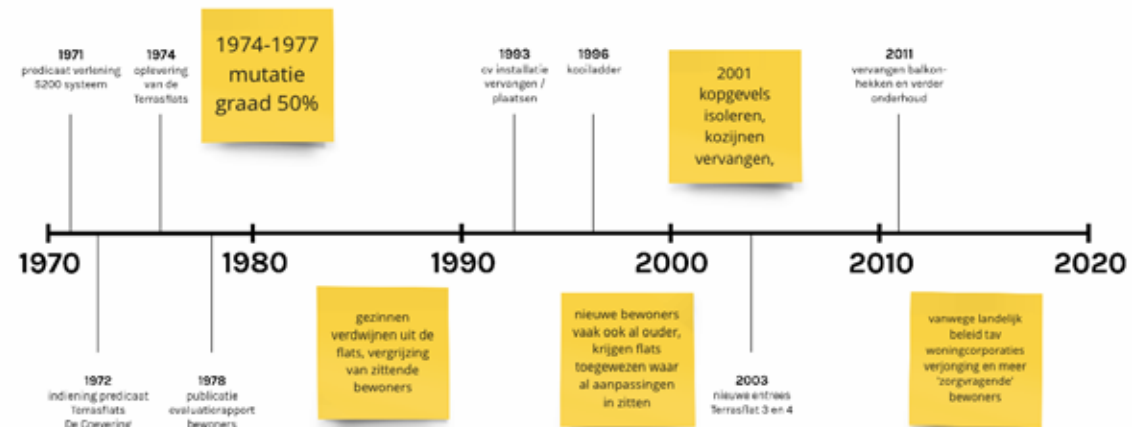 1971
predicaat verlening
S200 systeem
1974
oplevering
van de
Terrasflats
1974-1977
mutatie
graad 50%
1993
cv installatie
vervangen /
plaatsen
1996
kooiladder
2001
kopgevels
isoleren,
kozijnen
vervangen,
2011
vervangen balkon-
hekken en verder
onderhoud
1970
1980
1990
2000
2010
2020
1972
indiening predicaat
Terrasflats
De Coevering
1978
publicatie
evaluatierapport
bewoners
gezinnen
verdwijnen uit de
flats, vergrijzing
van zittende
bewoners
nieuwe bewoners
vaak ook al ouder,
krijgen flats
toegewezen waar
al aanpassingen
in zitten
2003
nieuwe entrees
Terrasflat 3 en 4
vanwege landelijk
beleid tav
woningcorporaties
verjonging en meer
'zorgvragende'
bewoners